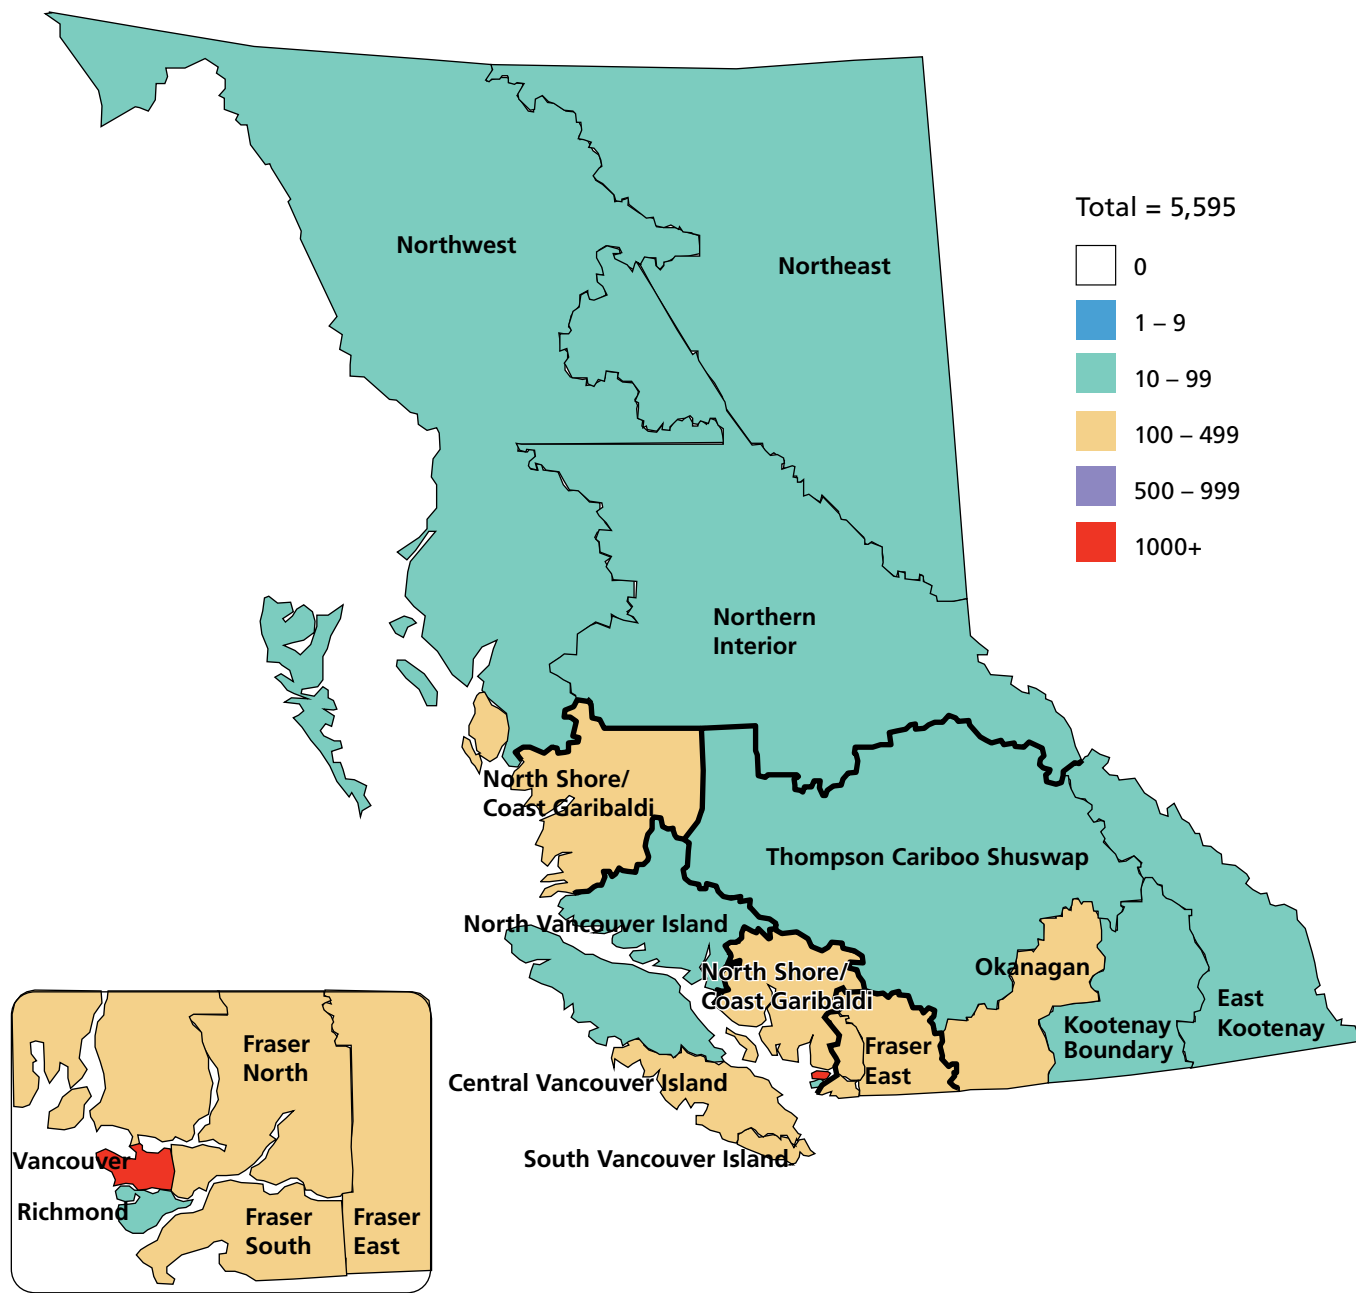 Total = 5,595
0
1 – 9
10 – 99
100 – 499
500 – 999
1000+
Northwest
Northeast
Northern
Interior
North Shore/
Coast Garibaldi
Thompson Cariboo Shuswap
North Vancouver Island
North Shore/
Coast Garibaldi
Okanagan
East
Kootenay
Kootenay
Boundary
Fraser
East
Central Vancouver Island
South Vancouver Island
Fraser
North
Vancouver
Richmond
Fraser
South
Fraser
East